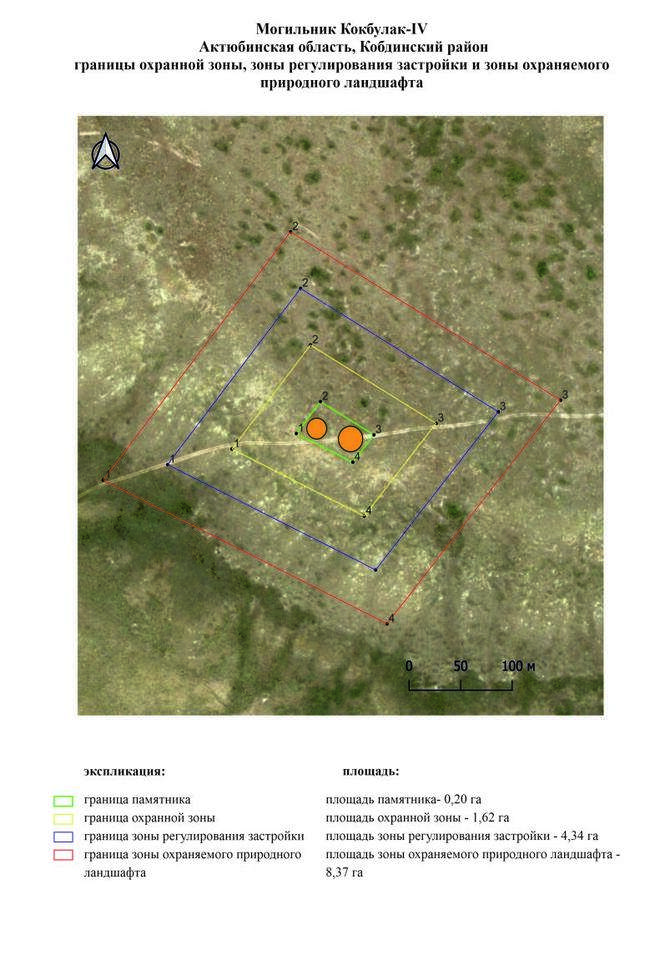 Могильник Кокбулак-IV
Актюбинская область, Кобдинский район
границы охранной зоны, зоны регулирования застройки и зоны охраняемого
природного ландшафта
2
2
2
3
3
3
2
1
3
4
1
1
1
4
4
0 50 100 м
экспликация: площадь:
граница памятника площадь памятника- 0,20 га
граница охранной зоны площадь охранной зоны - 1,62 га
граница зоны регулирования застройки площадь зоны регулирования застройки - 4,34 га
граница зоны охраняемого природного площадь зоны охраняемого природного ландшафта -
ландшафта 8,37 га